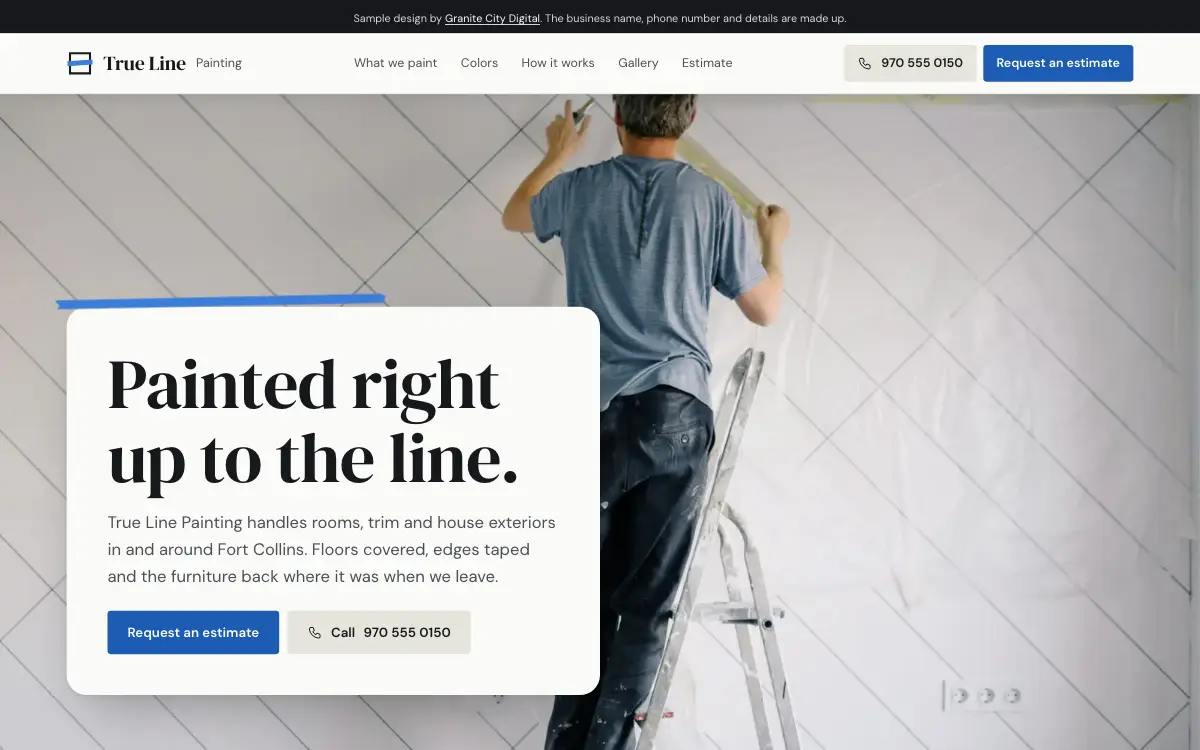 Sample design by Granite City Digital. The business name, phone number and details are made up.
True Line Painting
What we paint
Colors
How it works
Gallery
Estimate
970 555 0150
Request an estimate
Painted right
up to the line.
True Line Painting handles rooms, trim and house exteriors
in and around Fort Collins. Floors covered, edges taped
and the furniture back where it was when we leave.
Request an estimate
Call 970 555 0150